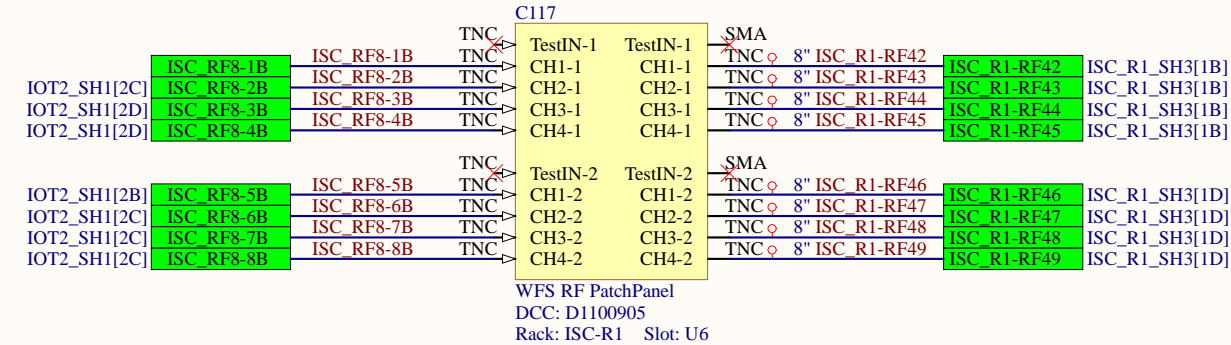 C117
TNC TestIN-1 TestIN-1 SMA
ISC_RF8-1B ISC_RF8-1B TNC CH1-1 CH1-1 TNC 8" ISC_R1-RF42 ISC_R1-RF42 ISC_R1_SH3[1B]
IOT2_SH1[2C] ISC_RF8-2B ISC_RF8-2B TNC CH2-1 CH2-1 TNC 8" ISC_R1-RF43 ISC_R1-RF43 ISC_R1_SH3[1B]
IOT2_SH1[2D] ISC_RF8-3B ISC_RF8-3B TNC CH3-1 CH3-1 TNC 8" ISC_R1-RF44 ISC_R1-RF44 ISC_R1_SH3[1B]
IOT2_SH1[2D] ISC_RF8-4B ISC_RF8-4B TNC CH4-1 CH4-1 TNC 8" ISC_R1-RF45 ISC_R1-RF45 ISC_R1_SH3[1B]
TNC TestIN-2 TestIN-2 SMA
IOT2_SH1[2B] ISC_RF8-5B ISC_RF8-5B TNC CH1-2 CH1-2 TNC 8" ISC_R1-RF46 ISC_R1-RF46 ISC_R1_SH3[1D]
IOT2_SH1[2C] ISC_RF8-6B ISC_RF8-6B TNC CH2-2 CH2-2 TNC 8" ISC_R1-RF47 ISC_R1-RF47 ISC_R1_SH3[1D]
IOT2_SH1[2C] ISC_RF8-7B ISC_RF8-7B TNC CH3-2 CH3-2 TNC 8" ISC_R1-RF48 ISC_R1-RF48 ISC_R1_SH3[1D]
IOT2_SH1[2C] ISC_RF8-8B ISC_RF8-8B TNC CH4-2 CH4-2 TNC 8" ISC_R1-RF49 ISC_R1-RF49 ISC_R1_SH3[1D]
WFS RF PatchPanel
DCC: D1100905
Rack: ISC-R1 Slot: U6